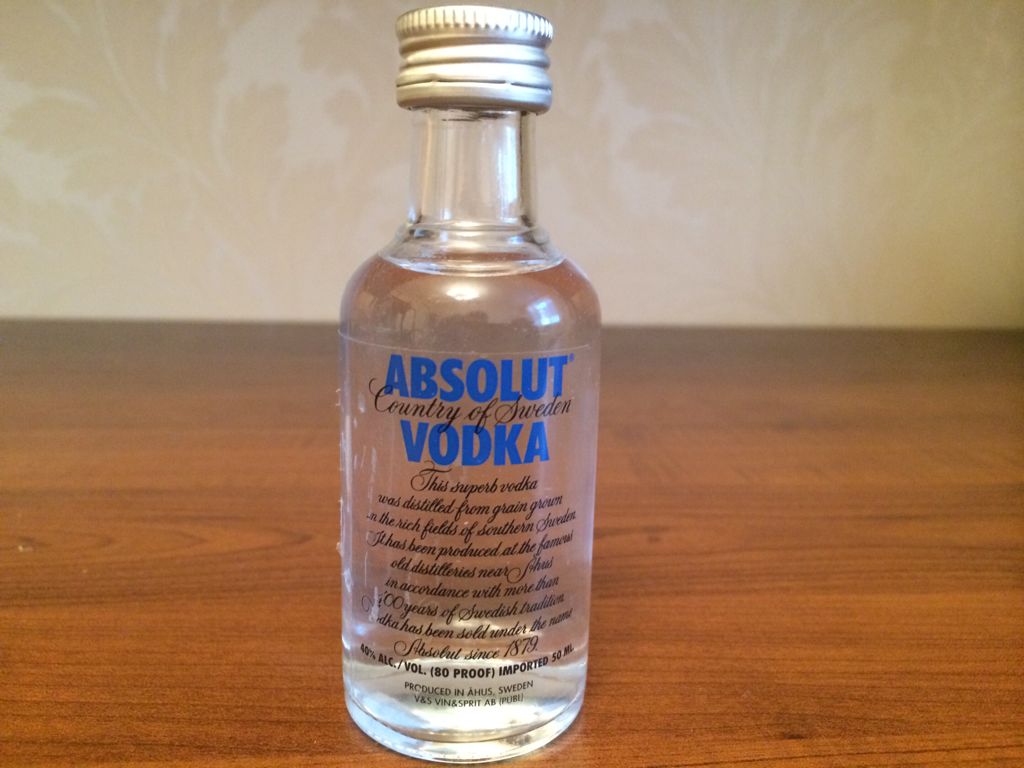 ABSOLUT®
Country of Sweden
VODKA
This superb vodka
was distilled from grain grown
in the rich fields of southern Sweden.
It has been produced at the famous
old distilleries near Åhus
in accordance with more than
400 years of Swedish tradition.
Vodka has been sold under the name
Absolut since 1879.
40% ALC./VOL. (80 PROOF) IMPORTED 50 ML.
PRODUCED IN ÅHUS, SWEDEN
V&S VIN&SPRIT AB (PUBL)